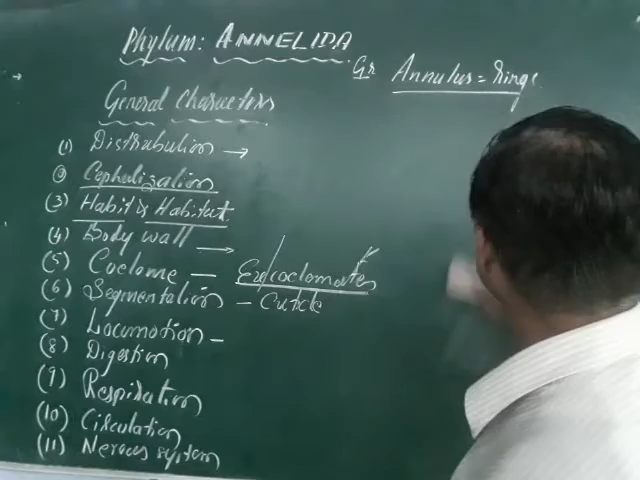 Phylum: ANNELIDA
Gr Annulus = Ring
General Characters
(1) Distribution →
(2) Cephalization
(3) Habit & Habitat
(4) Body wall →
(5) Coelome — Eucoelomates
(6) Segmentation – Cuticle
(7) Locomotion –
(8) Digestion
(9) Respiration
(10) Circulation
(11) Nervous system